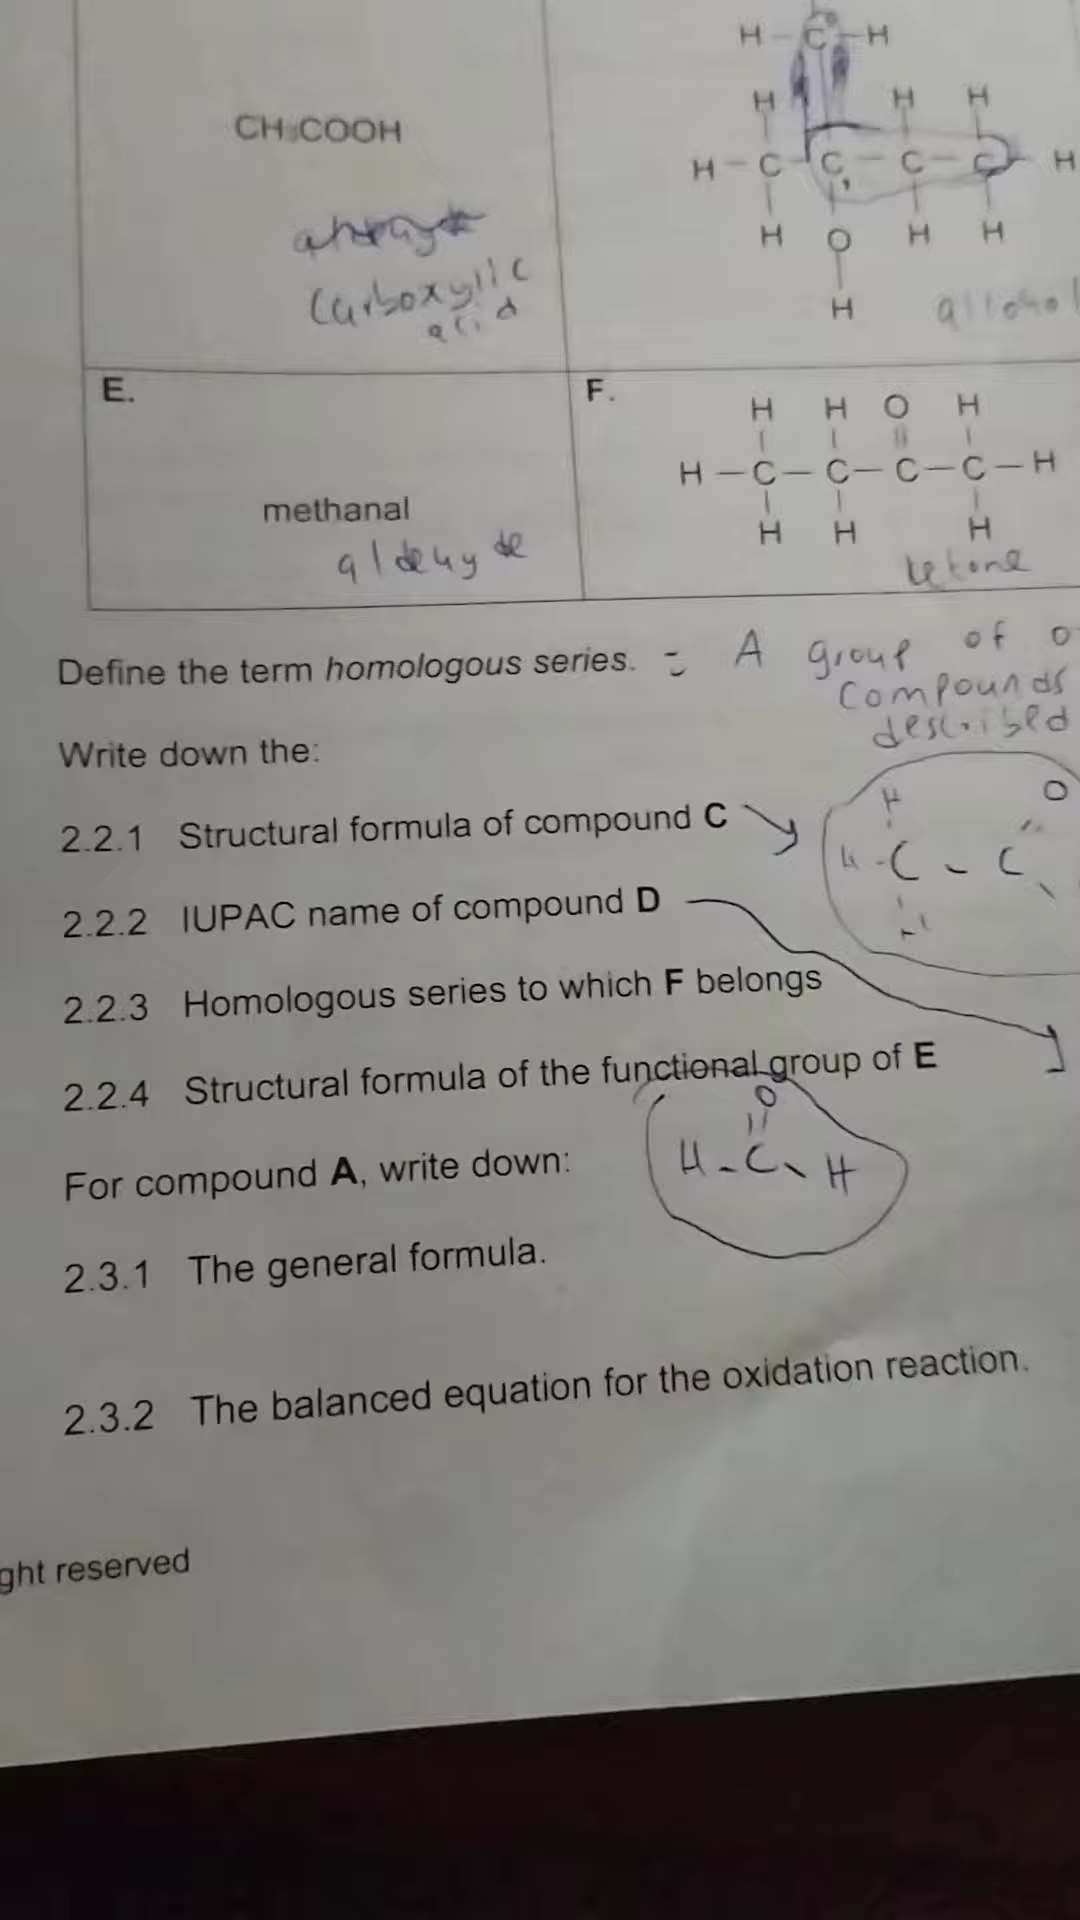 H - C - H
H H H
CH3COOH
H - C - C - C - C - H
H O H H
Carboxylic
acid
H alcohol
E. F.
H H O H
H - C - C - C - C - H
methanal
H H H
aldehyde
ketone
Define the term homologous series. = A group of o
compounds
described
Write down the:
H O
2.2.1 Structural formula of compound C
H - C - C
H
2.2.2 IUPAC name of compound D
2.2.3 Homologous series to which F belongs
2.2.4 Structural formula of the functional group of E
O
H - C - H
For compound A, write down:
2.3.1 The general formula.
2.3.2 The balanced equation for the oxidation reaction.
ght reserved